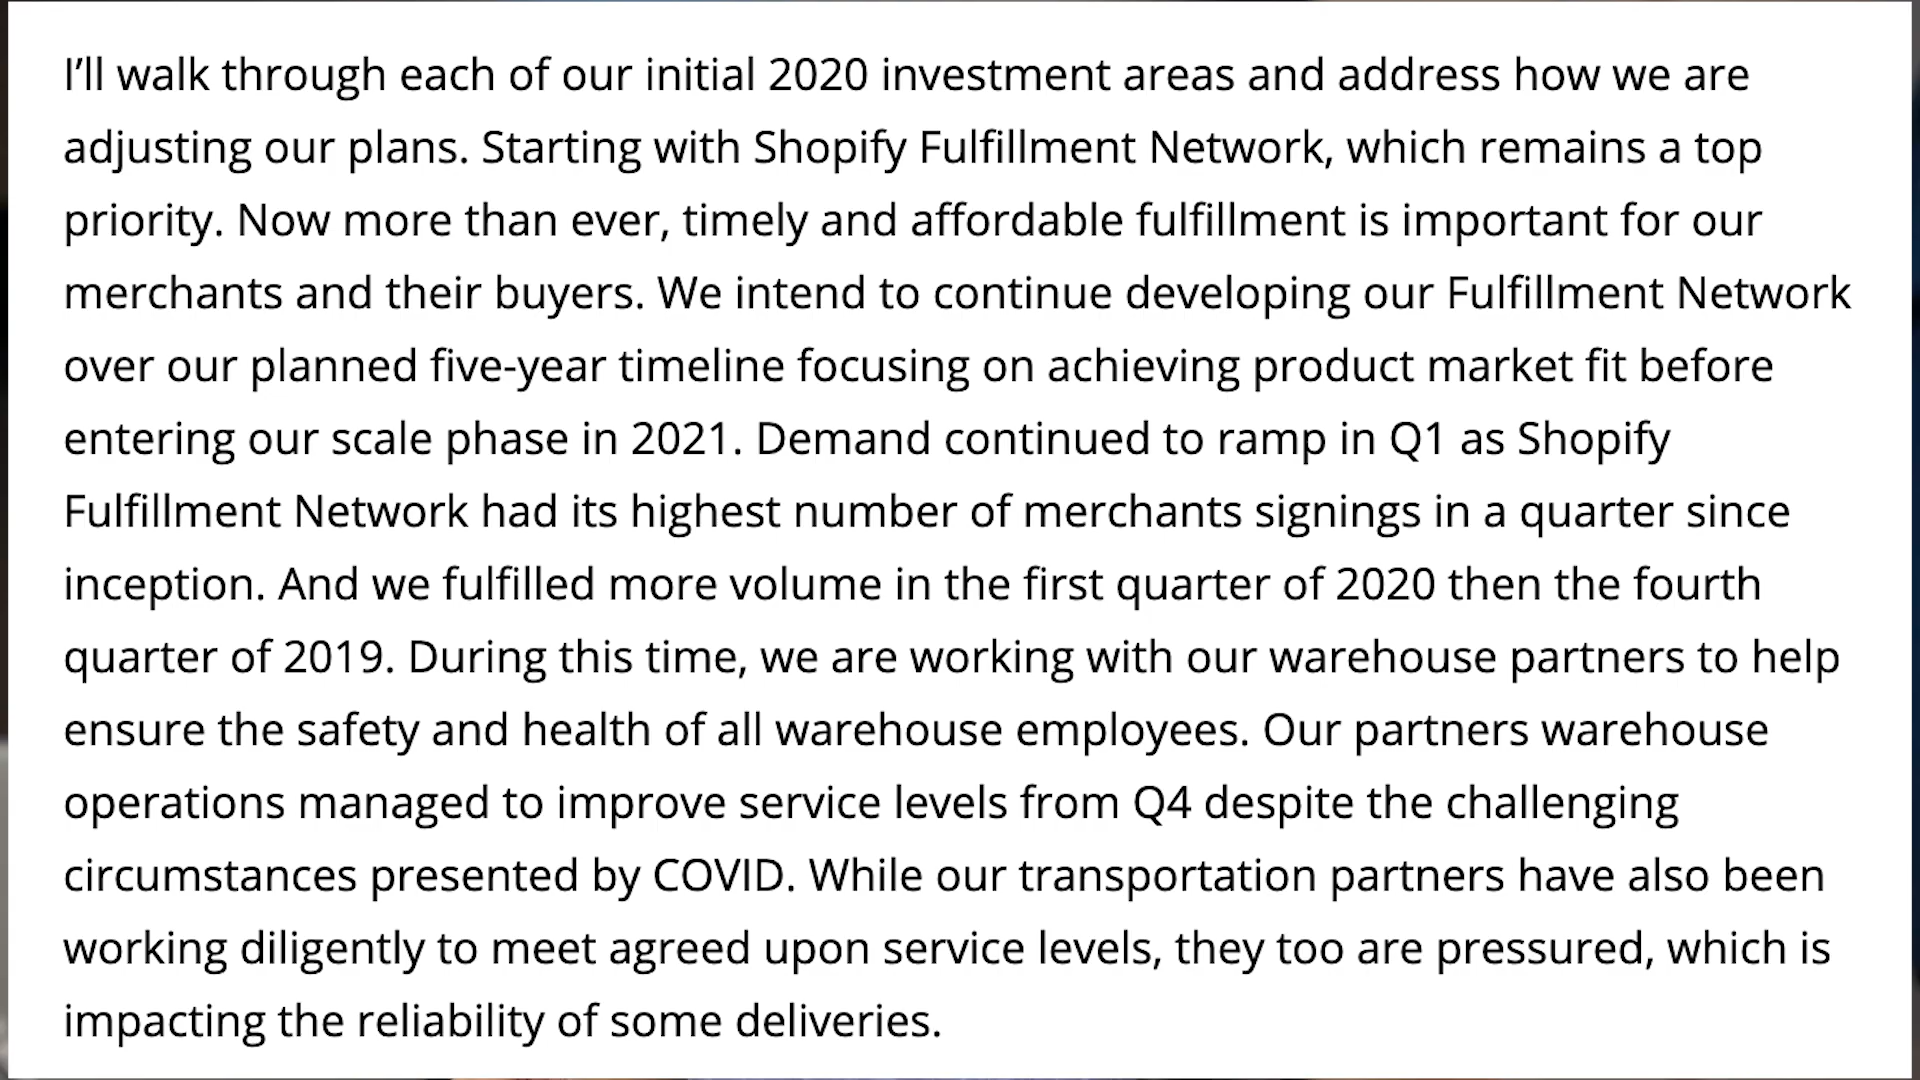 I’ll walk through each of our initial 2020 investment areas and address how we are
adjusting our plans. Starting with Shopify Fulfillment Network, which remains a top
priority. Now more than ever, timely and affordable fulfillment is important for our
merchants and their buyers. We intend to continue developing our Fulfillment Network
over our planned five-year timeline focusing on achieving product market fit before
entering our scale phase in 2021. Demand continued to ramp in Q1 as Shopify
Fulfillment Network had its highest number of merchants signings in a quarter since
inception. And we fulfilled more volume in the first quarter of 2020 then the fourth
quarter of 2019. During this time, we are working with our warehouse partners to help
ensure the safety and health of all warehouse employees. Our partners warehouse
operations managed to improve service levels from Q4 despite the challenging
circumstances presented by COVID. While our transportation partners have also been
working diligently to meet agreed upon service levels, they too are pressured, which is
impacting the reliability of some deliveries.